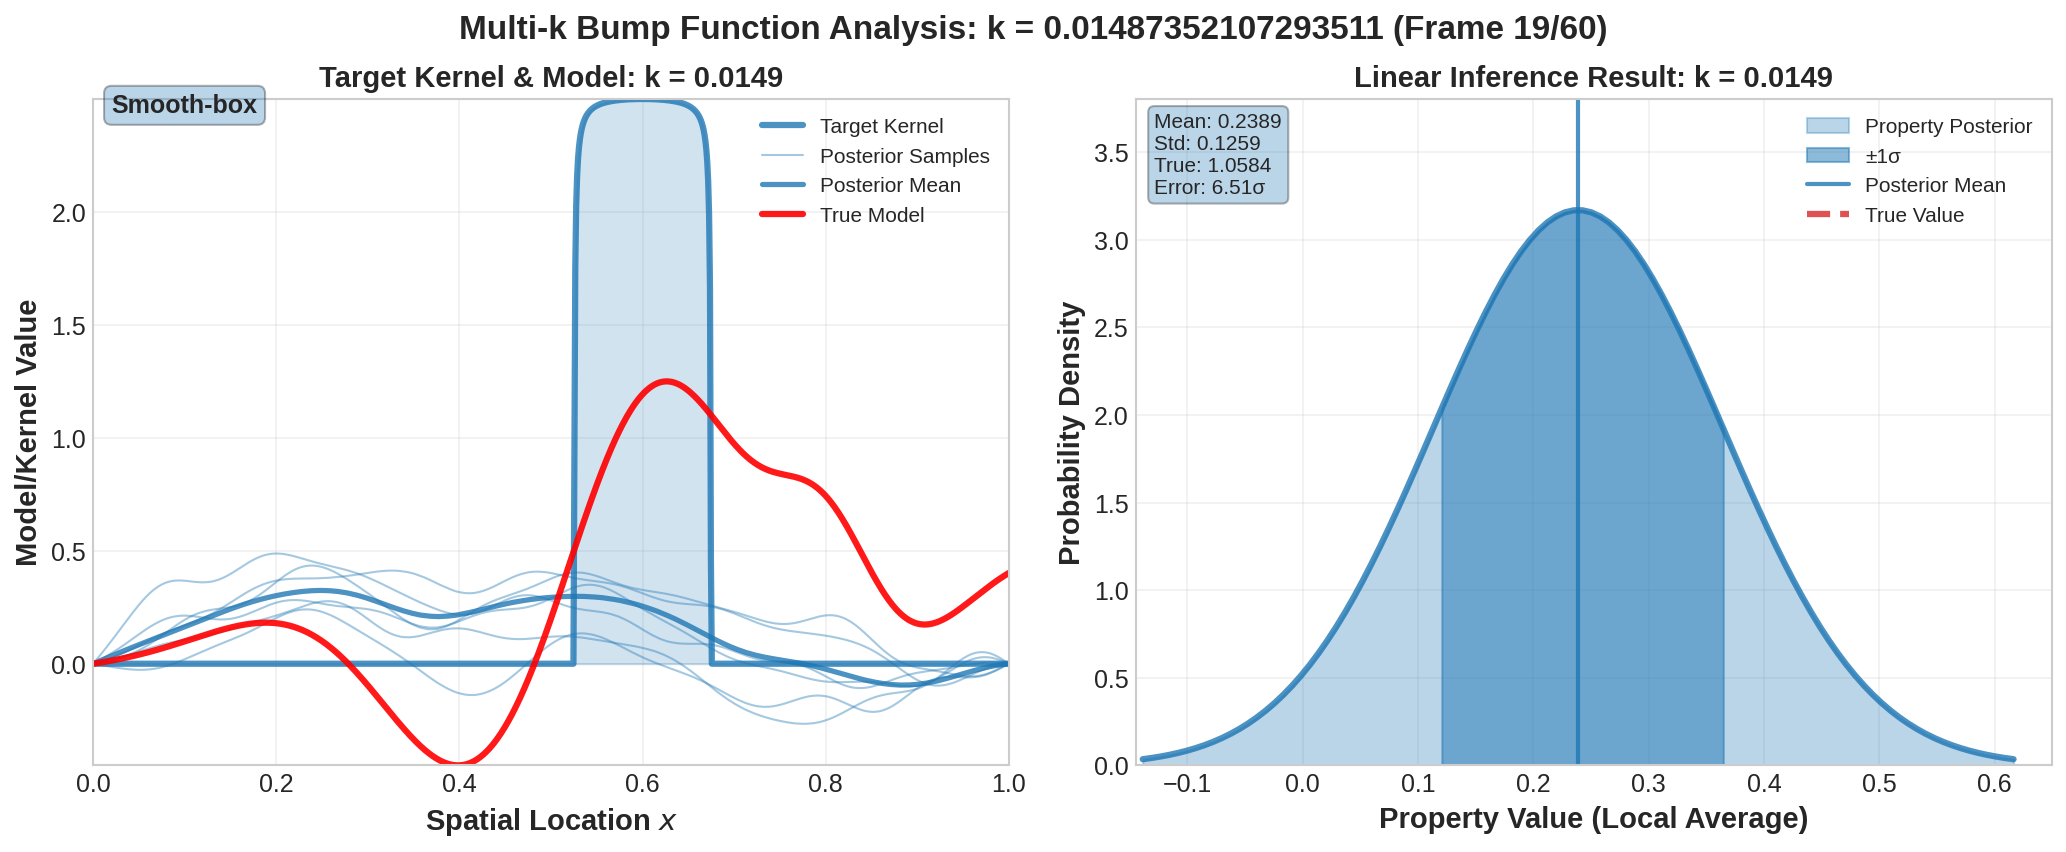 Multi-k Bump Function Analysis: k = 0.01487352107293511 (Frame 19/60)
Target Kernel & Model: k = 0.0149
Smooth-box
Target Kernel
Posterior Samples
Posterior Mean
True Model
Model/Kernel Value
2.0
1.5
1.0
0.5
0.0
0.0 0.2 0.4 0.6 0.8 1.0
Spatial Location x
Linear Inference Result: k = 0.0149
Mean: 0.2389
Std: 0.1259
True: 1.0584
Error: 6.51σ
Property Posterior
±1σ
Posterior Mean
True Value
Probability Density
3.5
3.0
2.5
2.0
1.5
1.0
0.5
0.0
−0.1 0.0 0.1 0.2 0.3 0.4 0.5 0.6
Property Value (Local Average)